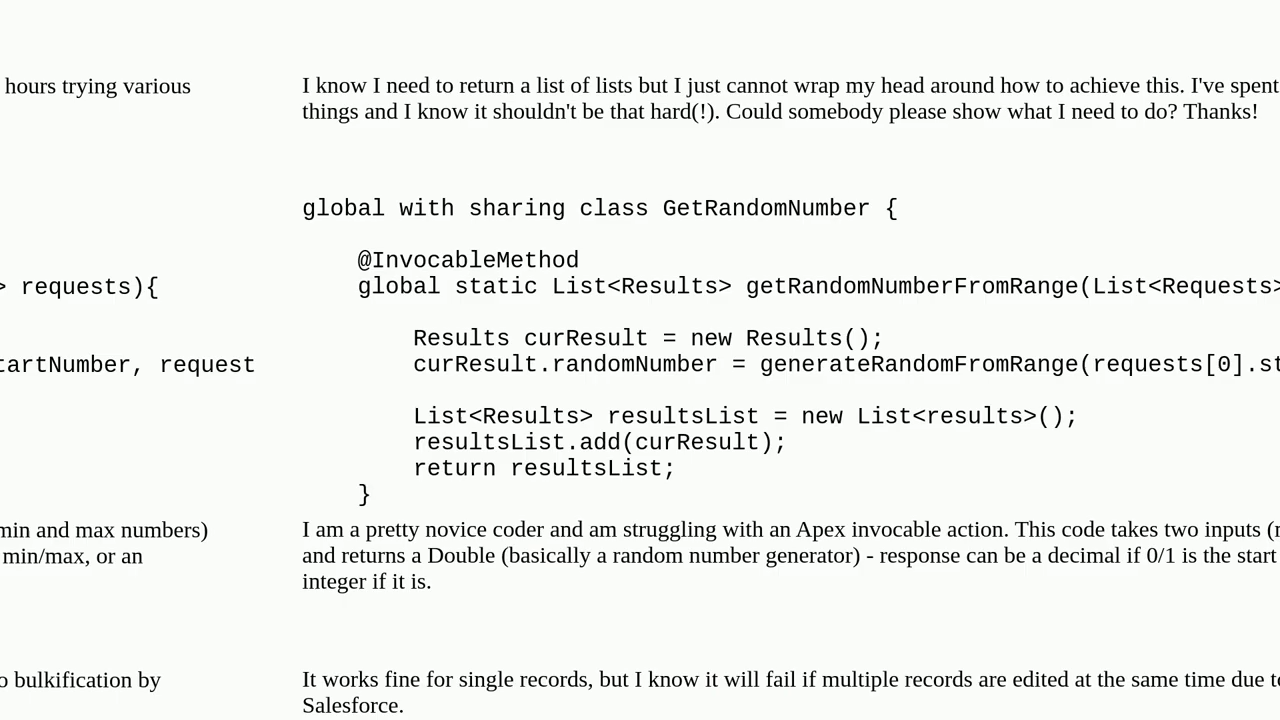 hours trying various
> requests){
tartNumber, request
min and max numbers)
min/max, or an
o bulkification by
I know I need to return a list of lists but I just cannot wrap my head around how to achieve this. I've spent
things and I know it shouldn't be that hard(!). Could somebody please show what I need to do? Thanks!
global with sharing class GetRandomNumber {
@InvocableMethod
global static List<Results> getRandomNumberFromRange(List<Requests>
Results curResult = new Results();
curResult.randomNumber = generateRandomFromRange(requests[0].st
List<Results> resultsList = new List<results>();
resultsList.add(curResult);
return resultsList;
}
I am a pretty novice coder and am struggling with an Apex invocable action. This code takes two inputs (
and returns a Double (basically a random number generator) - response can be a decimal if 0/1 is the start
integer if it is.
It works fine for single records, but I know it will fail if multiple records are edited at the same time due t
Salesforce.